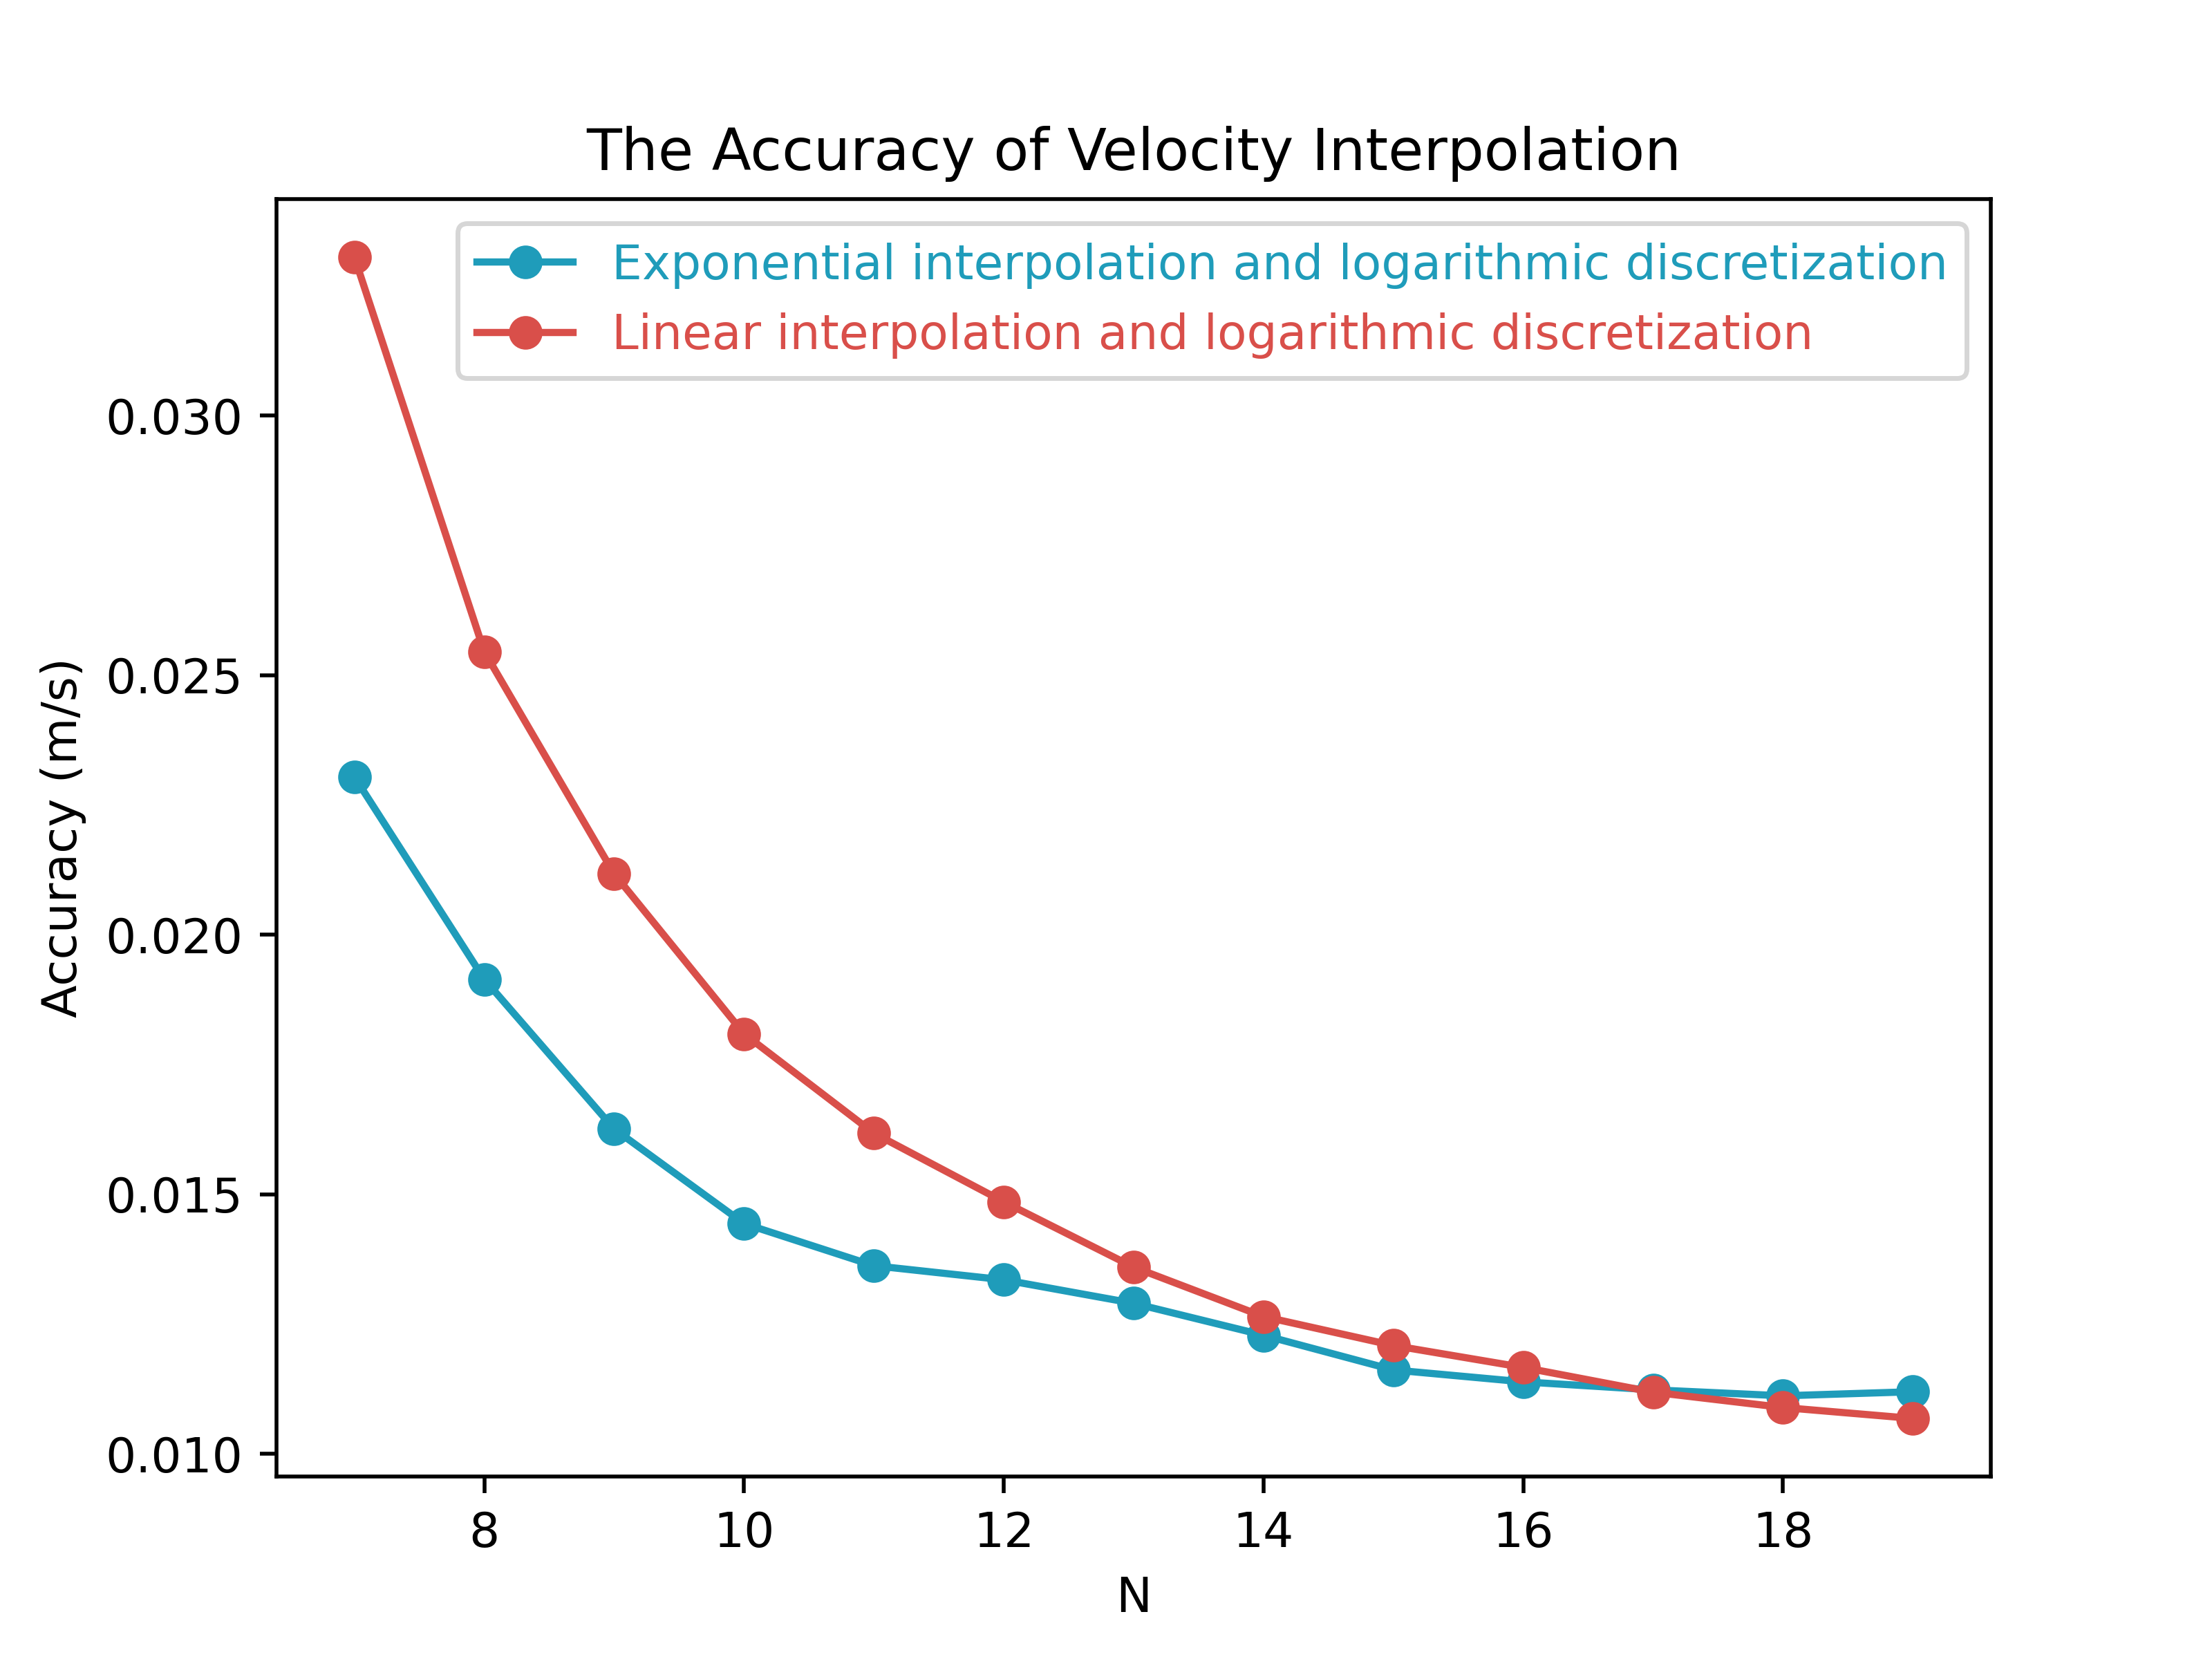 The Accuracy of Velocity Interpolation
Exponential interpolation and logarithmic discretization
Linear interpolation and logarithmic discretization
Accuracy (m/s)
0.030
0.025
0.020
0.015
0.010
8 10 12 14 16 18
N